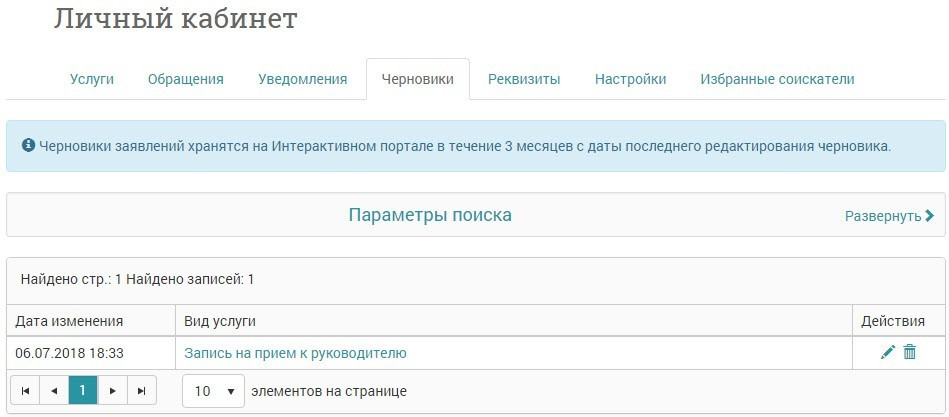 Личный кабинет
Услуги Обращения Уведомления Черновики Реквизиты Настройки Избранные соискатели
Черновики заявлений хранятся на Интерактивном портале в течение 3 месяцев с даты последнего редактирования черновика.
Параметры поиска Развернуть
Найдено стр.: 1 Найдено записей: 1
Дата изменения Вид услуги Действия
06.07.2018 18:33 Запись на прием к руководителю
1 10 элементов на странице